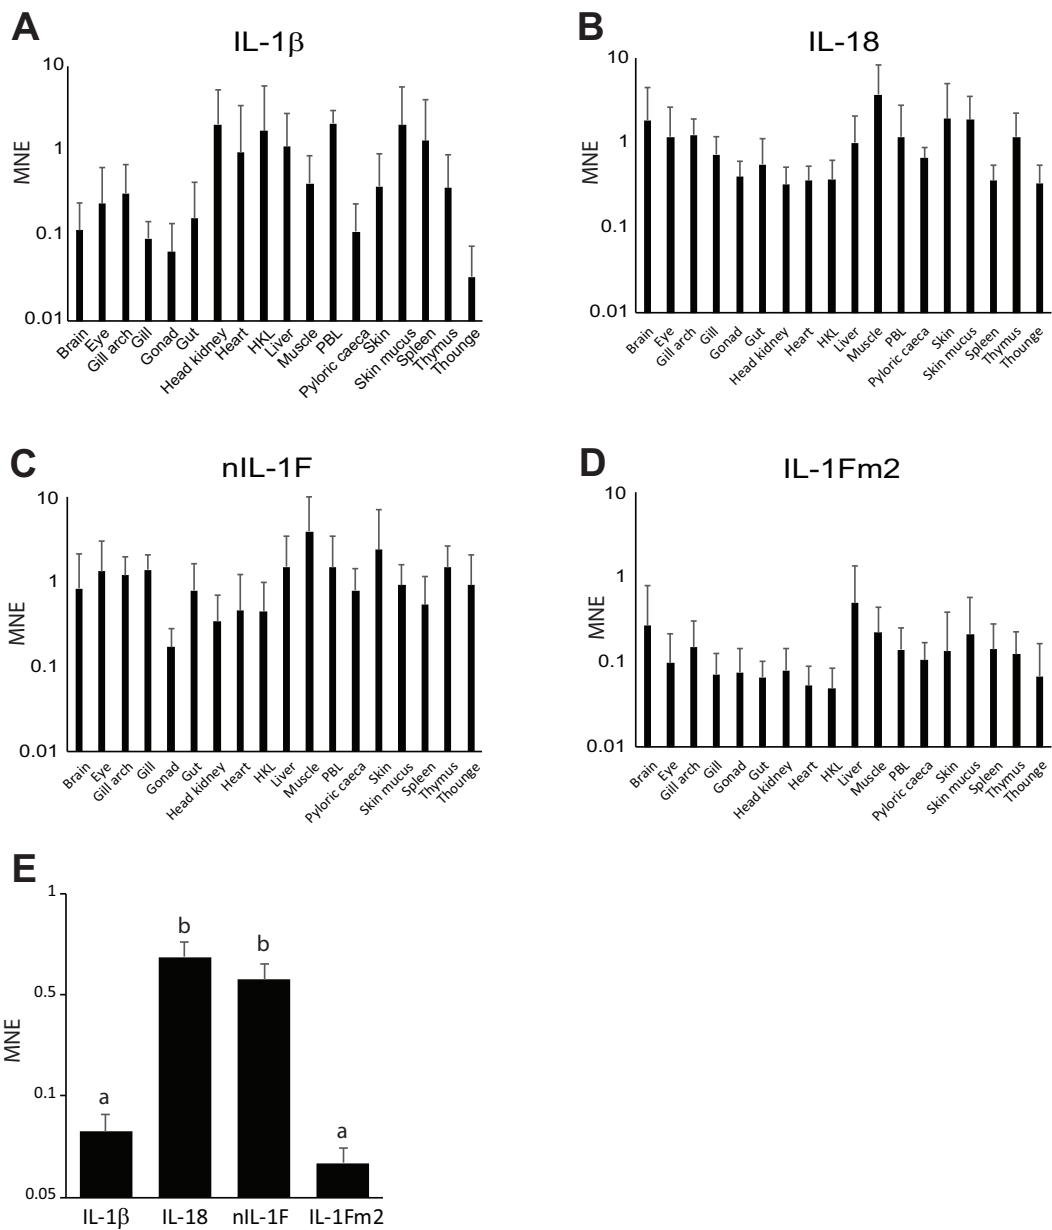 A
IL-1β
10
1
0.1
0.01
MNE
Brain
Eye
Gill arch
Gill
Gonad
Gut
Head kidney
Heart
HKL
Liver
Muscle
PBL
Pyloric caeca
Skin
Skin mucus
Spleen
Thymus
Thounge
B
IL-18
10
1
0.1
0.01
MNE
Brain
Eye
Gill arch
Gill
Gonad
Gut
Head kidney
Heart
HKL
Liver
Muscle
PBL
Pyloric caeca
Skin
Skin mucus
Spleen
Thymus
Thounge
C
nIL-1F
10
1
0.1
0.01
MNE
Brain
Eye
Gill arch
Gill
Gonad
Gut
Head kidney
Heart
HKL
Liver
Muscle
PBL
Pyloric caeca
Skin
Skin mucus
Spleen
Thymus
Thounge
D
IL-1Fm2
10
1
0.1
0.01
MNE
Brain
Eye
Gill arch
Gill
Gonad
Gut
Head kidney
Heart
HKL
Liver
Muscle
PBL
Pyloric caeca
Skin
Skin mucus
Spleen
Thymus
Thounge
E
1
0.5
0.1
0.05
MNE
a
b
b
a
IL-1β
IL-18
nIL-1F
IL-1Fm2